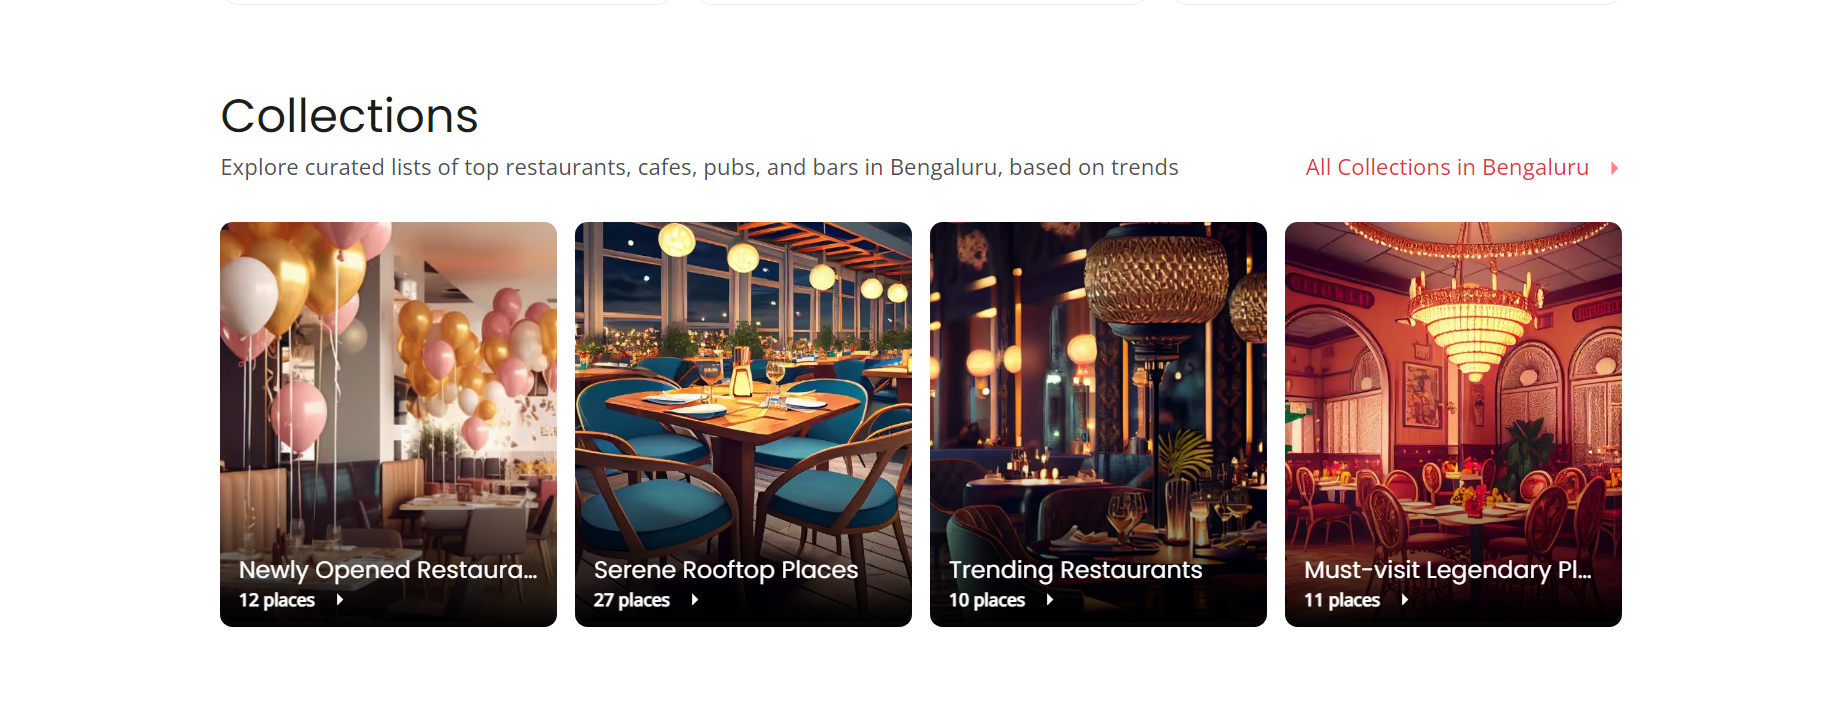 Collections
Explore curated lists of top restaurants, cafes, pubs, and bars in Bengaluru, based on trends
All Collections in Bengaluru
Newly Opened Restaura...
12 places
Serene Rooftop Places
27 places
Trending Restaurants
10 places
Must-visit Legendary Pl...
11 places